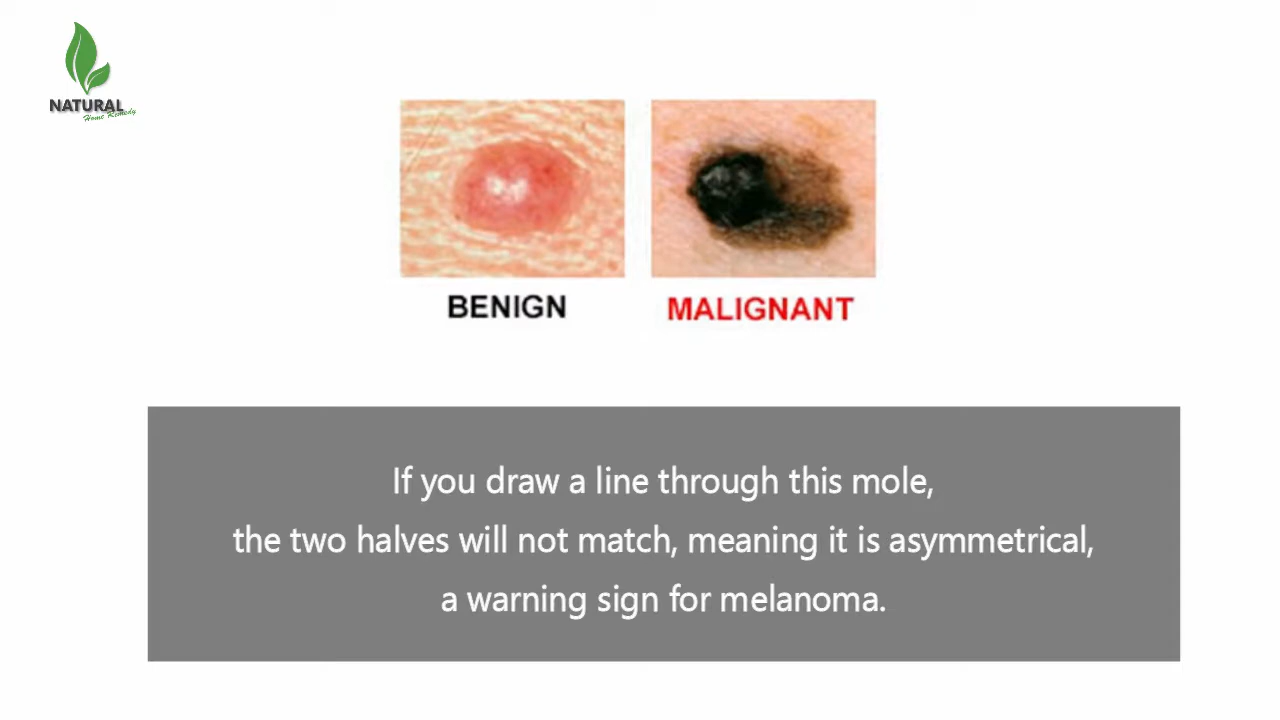 NATURAL
Home Remedy
BENIGN
MALIGNANT
If you draw a line through this mole,
the two halves will not match, meaning it is asymmetrical,
a warning sign for melanoma.